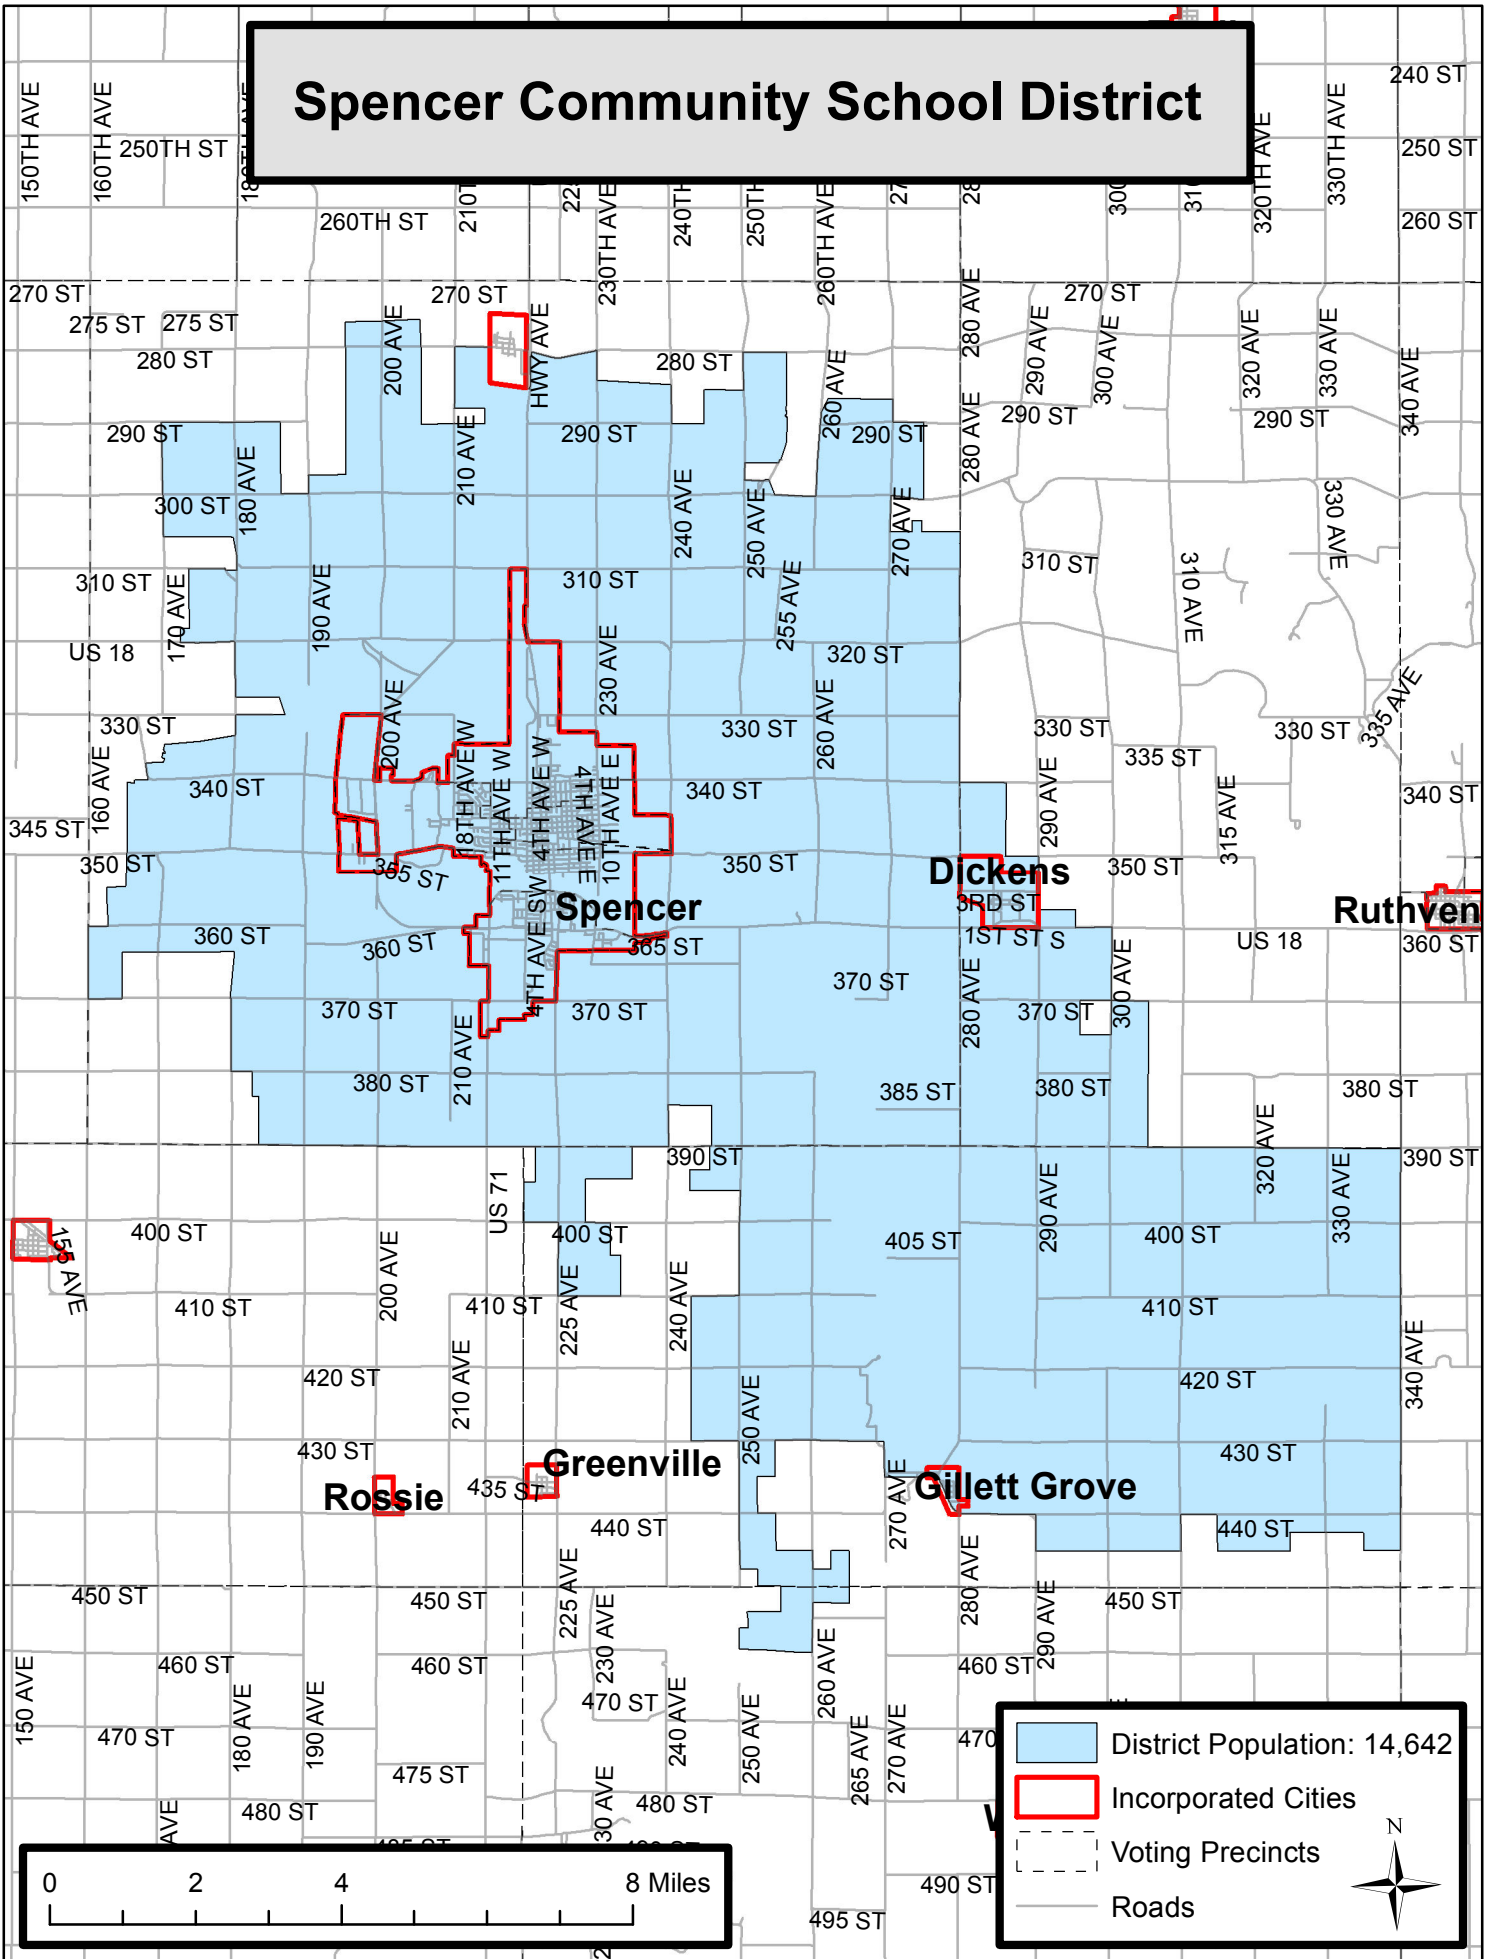 Spencer Community School District
240 ST
150TH AVE
160TH AVE
250TH ST
320TH AVE
330TH AVE
250 ST
260TH ST
230TH AVE
260TH AVE
260 ST
270 ST
270 ST
280 AVE
270 ST
275 ST
275 ST
200 AVE
HWY AVE
290 AVE
300 AVE
320 AVE
330 AVE
340 AVE
280 ST
280 ST
260 AVE
290 ST
180 AVE
210 AVE
290 ST
290 ST
280 AVE
290 ST
290 ST
300 ST
240 AVE
250 AVE
270 AVE
330 AVE
310 ST
170 AVE
190 AVE
310 ST
255 AVE
310 ST
310 AVE
US 18
230 AVE
320 ST
330 ST
200 AVE
330 ST
260 AVE
330 ST
335 ST
330 ST
335 AVE
160 AVE
340 ST
18TH AVE W
11TH AVE W
4TH AVE W
4TH AVE E
10TH AVE E
340 ST
290 AVE
315 AVE
340 ST
345 ST
350 ST
355 ST
350 ST
Dickens
350 ST
3RD ST
Spencer
Ruthven
360 ST
360 ST
4TH AVE SW
365 ST
1ST ST S
US 18
360 ST
370 ST
210 AVE
370 ST
370 ST
280 AVE
370 ST
300 AVE
380 ST
385 ST
380 ST
380 ST
390 ST
320 AVE
390 ST
US 71
290 AVE
330 AVE
155 AVE
400 ST
200 AVE
400 ST
405 ST
400 ST
410 ST
410 ST
225 AVE
240 AVE
410 ST
420 ST
210 AVE
250 AVE
420 ST
340 AVE
430 ST
430 ST
Rossie
435 ST
Greenville
270 AVE
Gillett Grove
440 ST
440 ST
450 ST
450 ST
225 AVE
230 AVE
280 AVE
290 AVE
450 ST
460 ST
460 ST
260 AVE
460 ST
150 AVE
180 AVE
190 AVE
470 ST
240 AVE
250 AVE
265 AVE
270 AVE
470 ST
475 ST
480 ST
480 ST
490 ST
495 ST
District Population: 14,642
Incorporated Cities
Voting Precincts
Roads
N
0 2 4 8 Miles